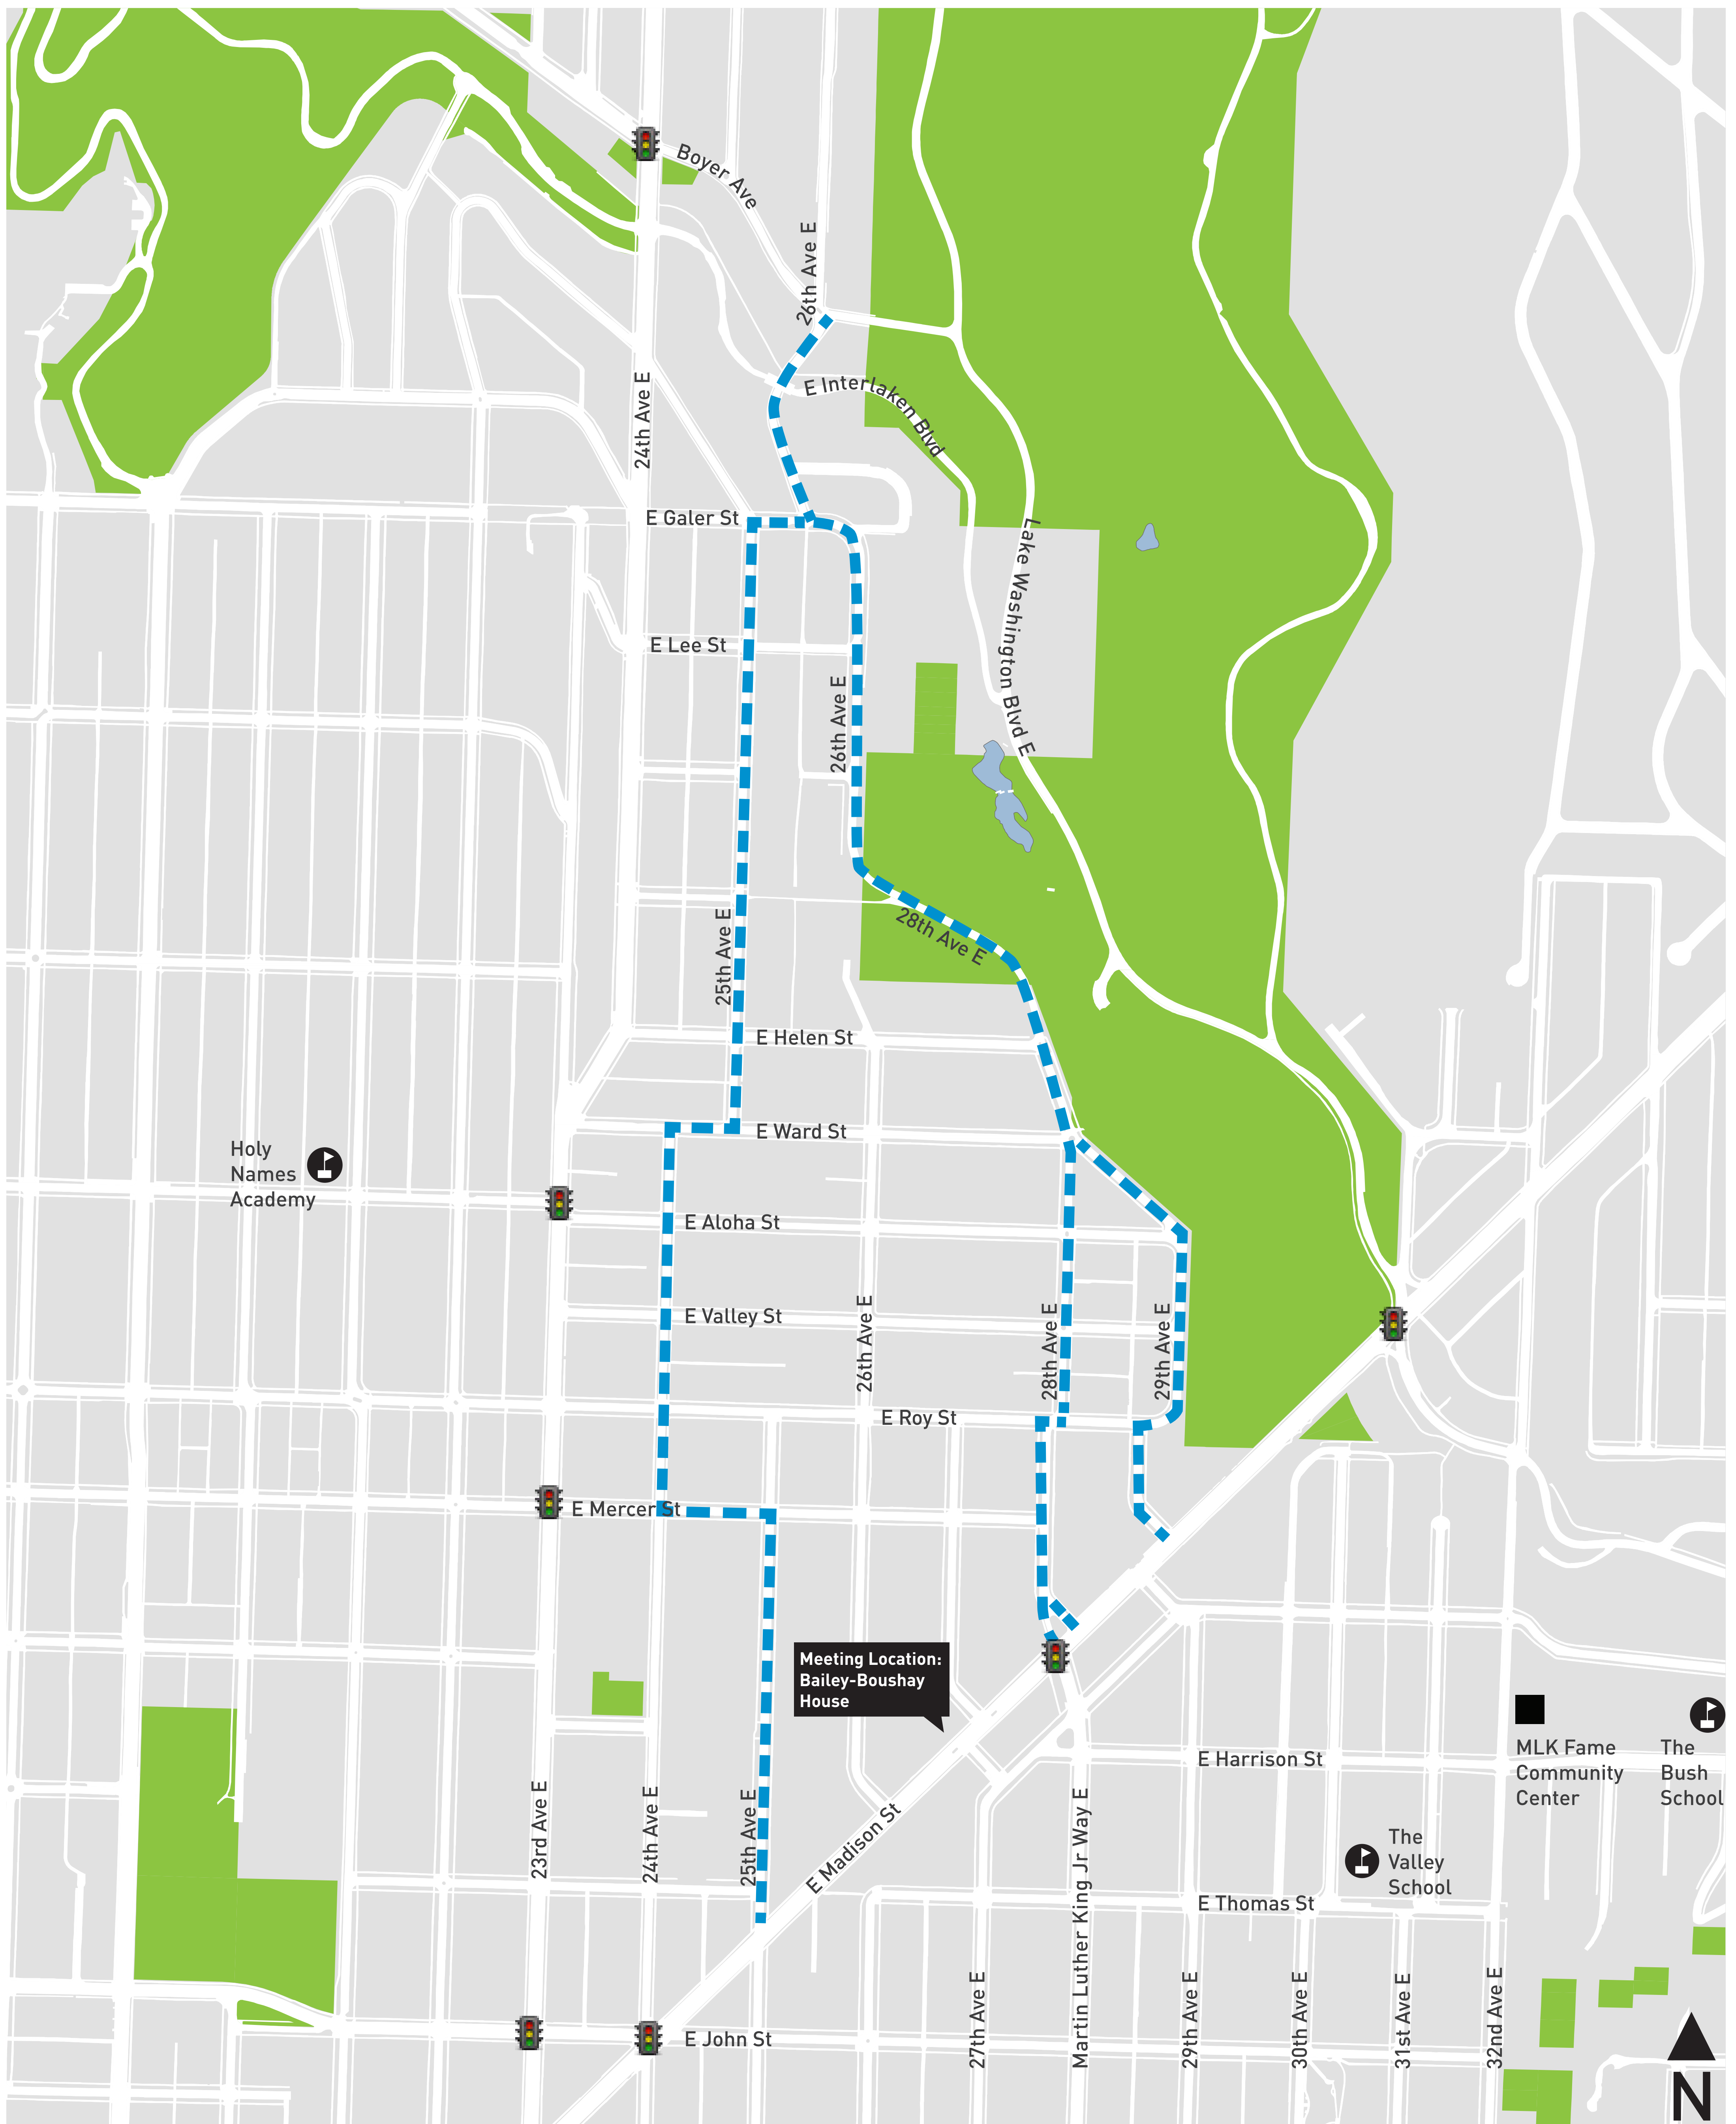 Boyer Ave
26th Ave E
E Interlaken Blvd
24th Ave E
E Galer St
Lake Washington Blvd E
E Lee St
26th Ave E
25th Ave E
28th Ave E
E Helen St
E Ward St
Holy
Names
Academy
E Aloha St
E Valley St
26th Ave E
28th Ave E
29th Ave E
E Roy St
E Mercer St
Meeting Location:
Bailey-Boushay
House
MLK Fame
Community
Center
The
Bush
School
E Harrison St
23rd Ave E
24th Ave E
25th Ave E
E Madison St
Martin Luther King Jr Way E
The
Valley
School
E Thomas St
27th Ave E
29th Ave E
30th Ave E
31st Ave E
32nd Ave E
E John St
N